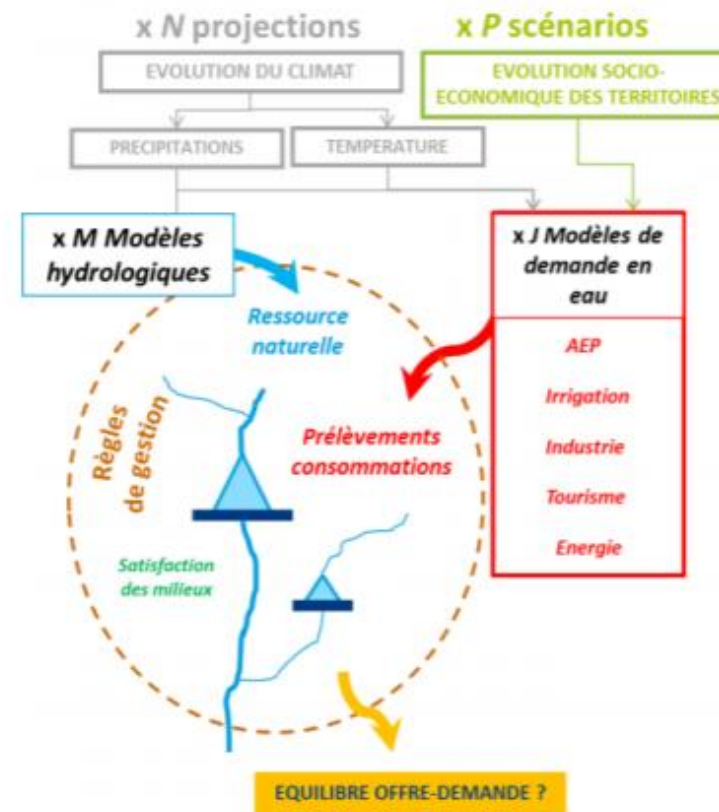 x N projections
x P scénarios
EVOLUTION DU CLIMAT
EVOLUTION SOCIO-
ECONOMIQUE DES TERRITOIRES
PRECIPITATIONS
TEMPERATURE
x M Modèles
hydrologiques
x J Modèles de
demande en
eau
Ressource
naturelle
AEP
Irrigation
Industrie
Tourisme
Energie
Règles
de gestion
Prélèvements
consommations
Satisfaction
des milieux
EQUILIBRE OFFRE-DEMANDE ?